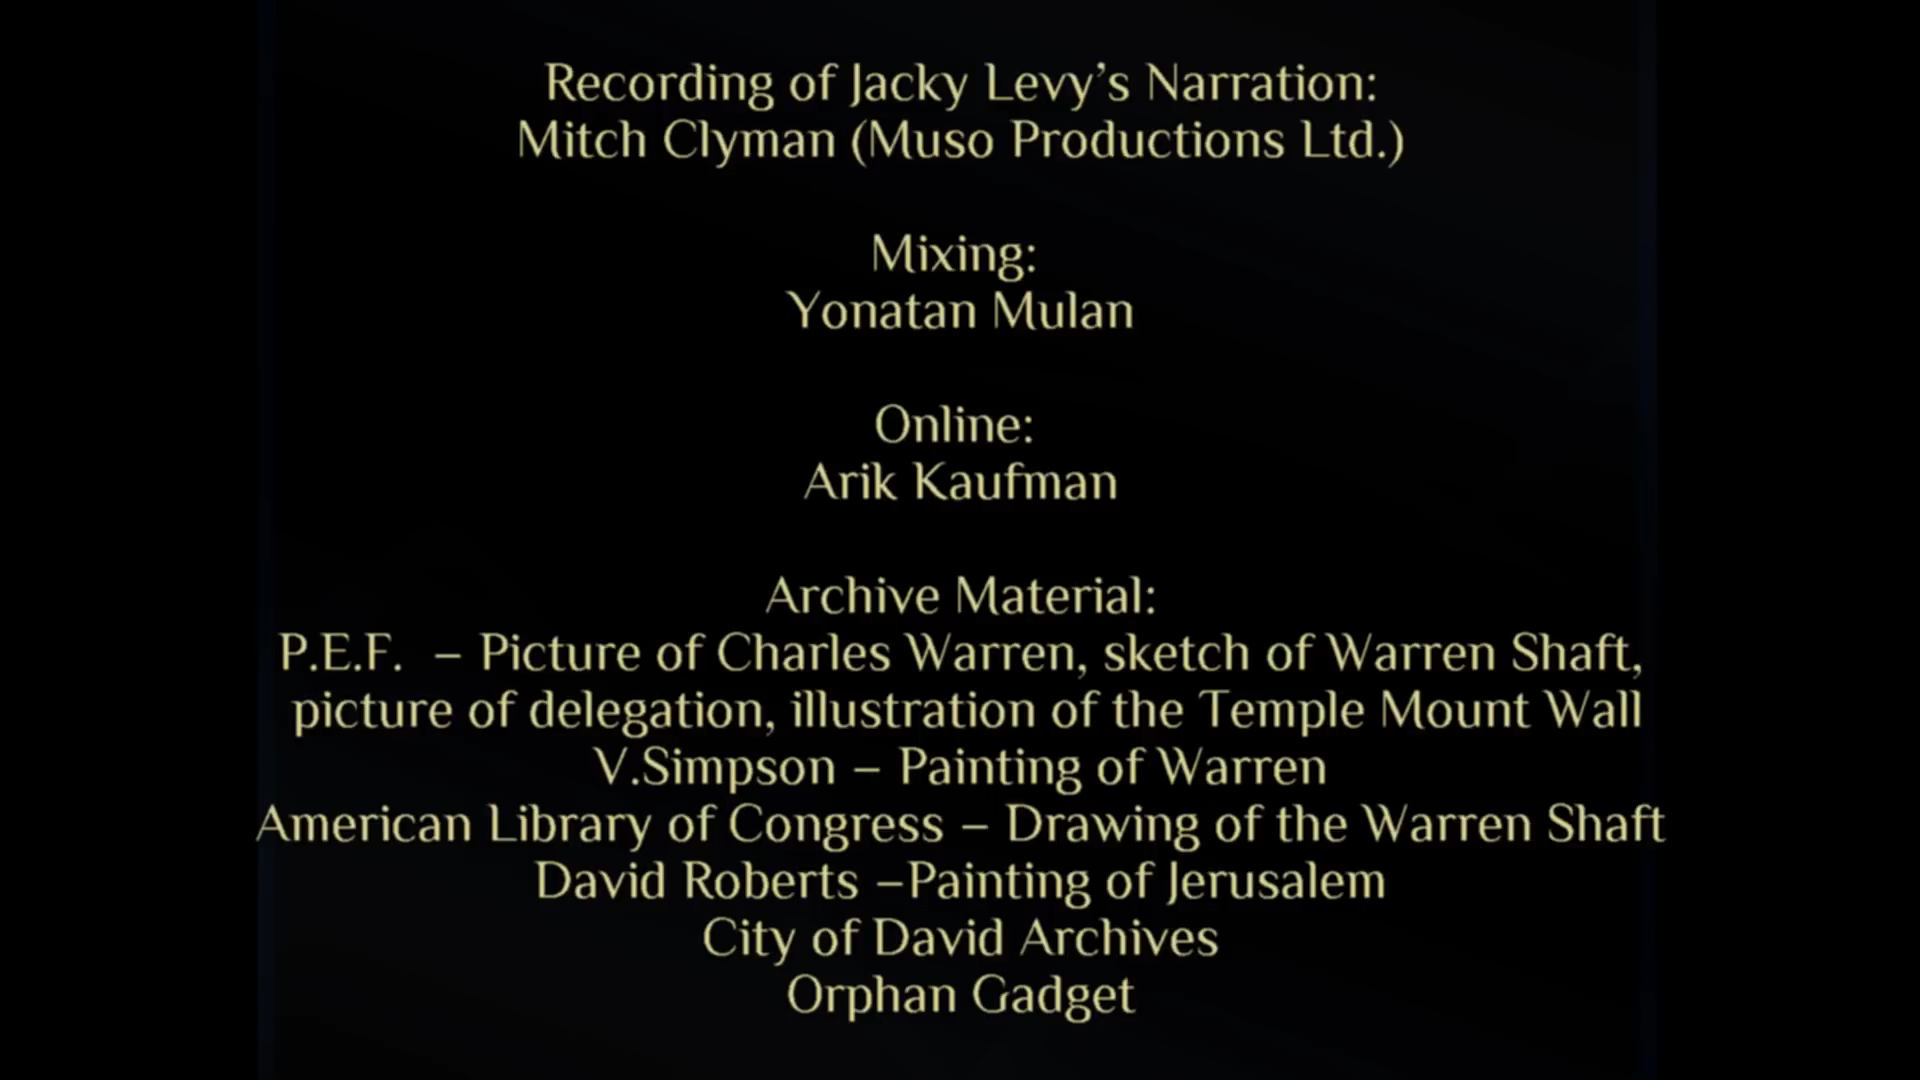 Recording of Jacky Levy’s Narration:
Mitch Clyman (Muso Productions Ltd.)
Mixing:
Yonatan Mulan
Online:
Arik Kaufman
Archive Material:
P.E.F.  – Picture of Charles Warren, sketch of Warren Shaft,
picture of delegation, illustration of the Temple Mount Wall
V.Simpson – Painting of Warren
American Library of Congress – Drawing of the Warren Shaft
David Roberts –Painting of Jerusalem
City of David Archives
Orphan Gadget